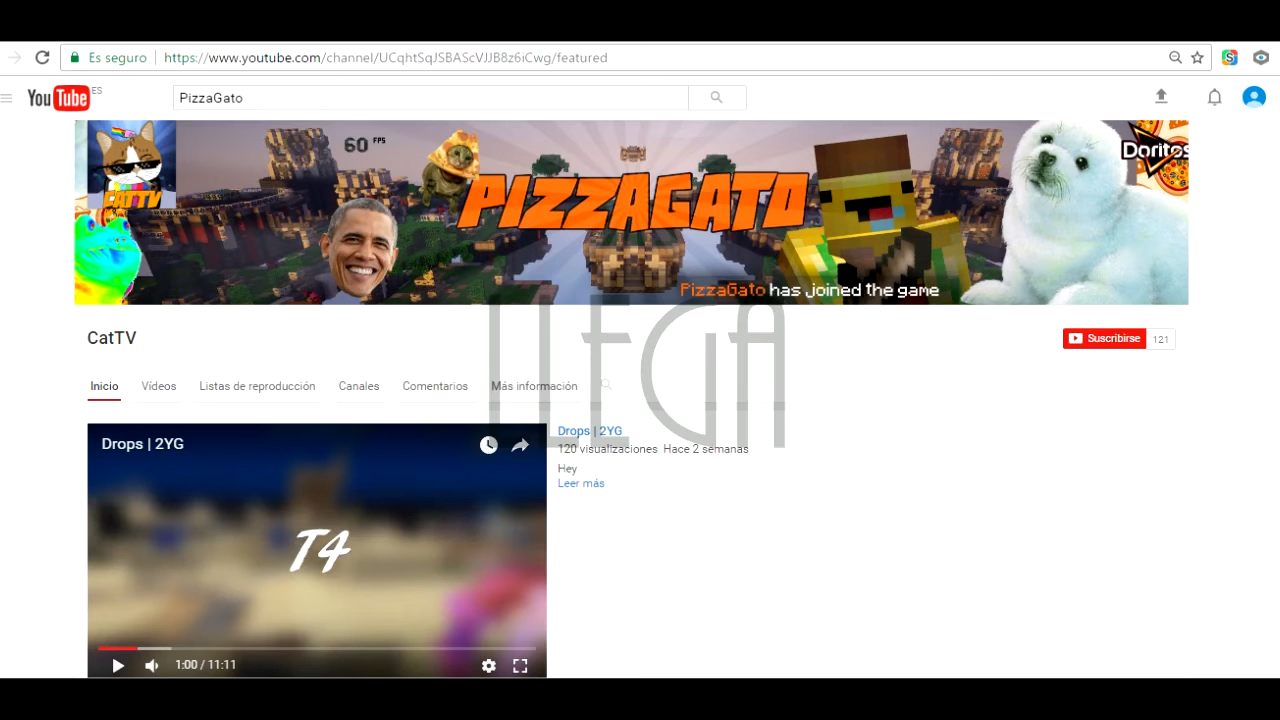 Es seguro https://www.youtube.com/channel/UCqhtSqJSBAScVJJB8z6iCwg/featured
YouTube ES
PizzaGato
60 FPS
CATTV
PIZZAGATO
Doritos
PizzaGato has joined the game
LLEGA
CatTV
Suscribirse 121
Inicio Vídeos Listas de reproducción Canales Comentarios Más información
Drops | 2YG
T4
1:00 / 11:11
Drops | 2YG
120 visualizaciones Hace 2 semanas
Hey
Leer más